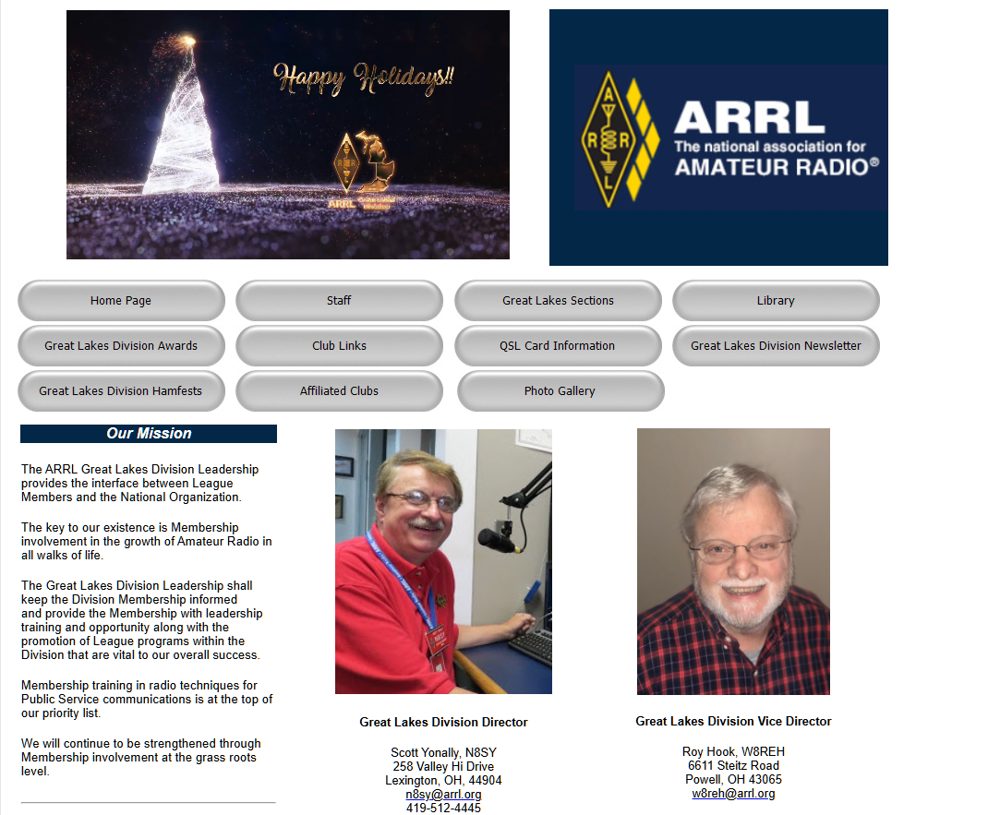 Happy Holidays!!
ARRL
ARRL
ARRL
The national association for
AMATEUR RADIO®
Home Page
Staff
Great Lakes Sections
Library
Great Lakes Division Awards
Club Links
QSL Card Information
Great Lakes Division Newsletter
Great Lakes Division Hamfests
Affiliated Clubs
Photo Gallery
Our Mission
The ARRL Great Lakes Division Leadership
provides the interface between League
Members and the National Organization.
The key to our existence is Membership
involvement in the growth of Amateur Radio in
all walks of life.
The Great Lakes Division Leadership shall
keep the Division Membership informed
and provide the Membership with leadership
training and opportunity along with the
promotion of League programs within the
Division that are vital to our overall success.
Membership training in radio techniques for
Public Service communications is at the top of
our priority list.
We will continue to be strengthened through
Membership involvement at the grass roots
level.
N8SY
Great Lakes Division Director
Scott Yonally, N8SY
258 Valley Hi Drive
Lexington, OH, 44904
n8sy@arrl.org
419-512-4445
Great Lakes Division Vice Director
Roy Hook, W8REH
6611 Steitz Road
Powell, OH 43065
w8reh@arrl.org